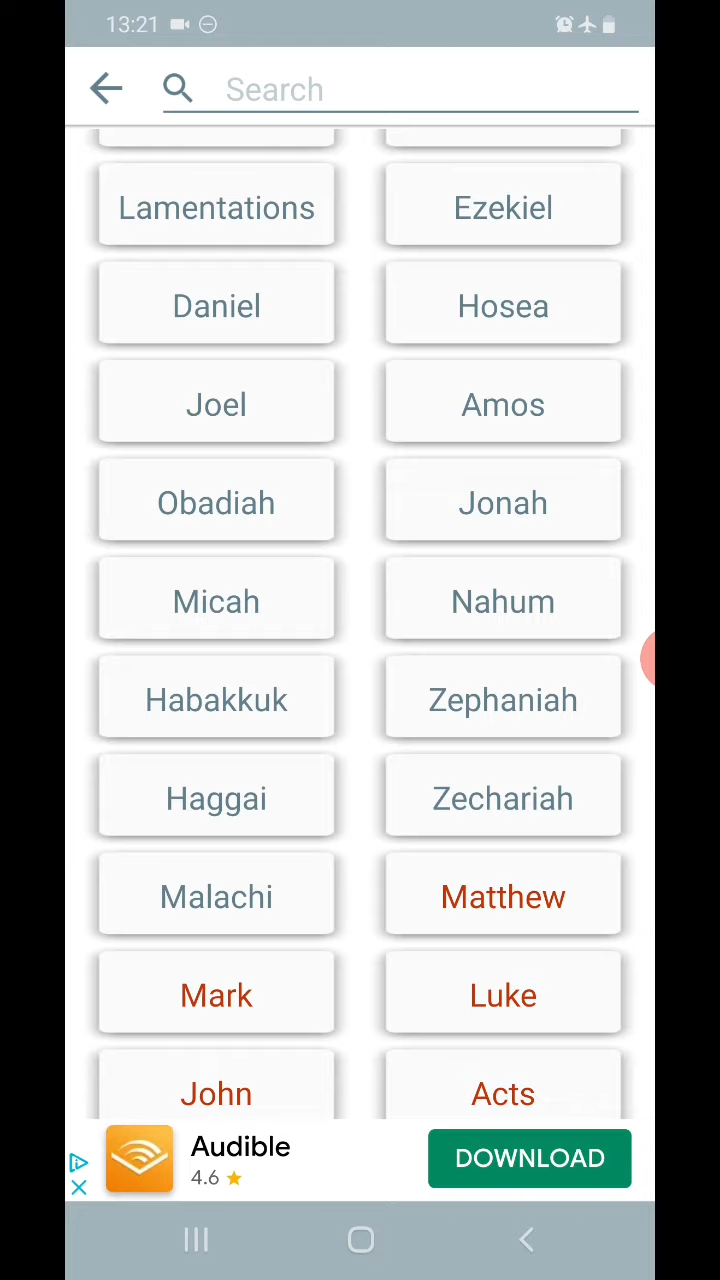 13:21
Search
Lamentations Ezekiel
Daniel Hosea
Joel Amos
Obadiah Jonah
Micah Nahum
Habakkuk Zephaniah
Haggai Zechariah
Malachi Matthew
Mark Luke
John Acts
Audible
4.6
DOWNLOAD